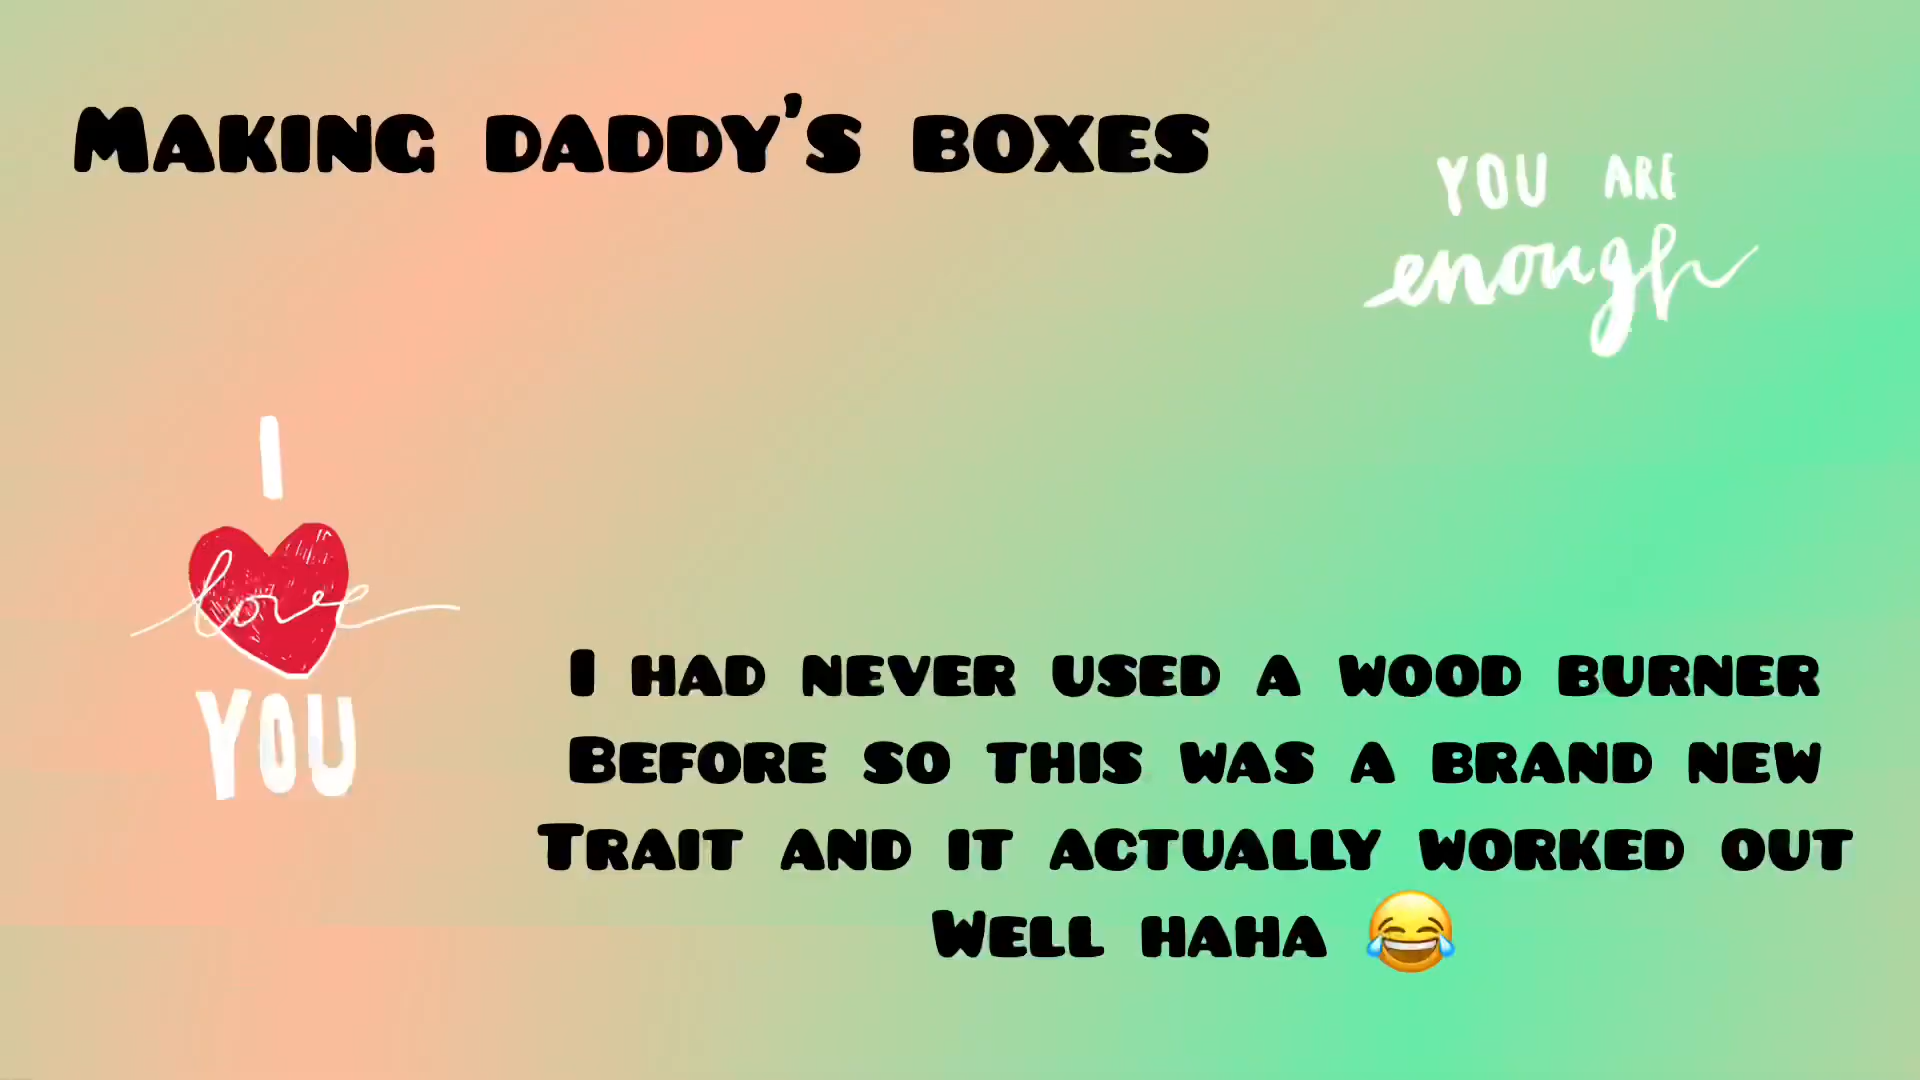 Making daddy's boxes
YOU ARE
enough
I
love
YOU
I had never used a wood burner
Before so this was a brand new
Trait and it actually worked out
Well haha 😂